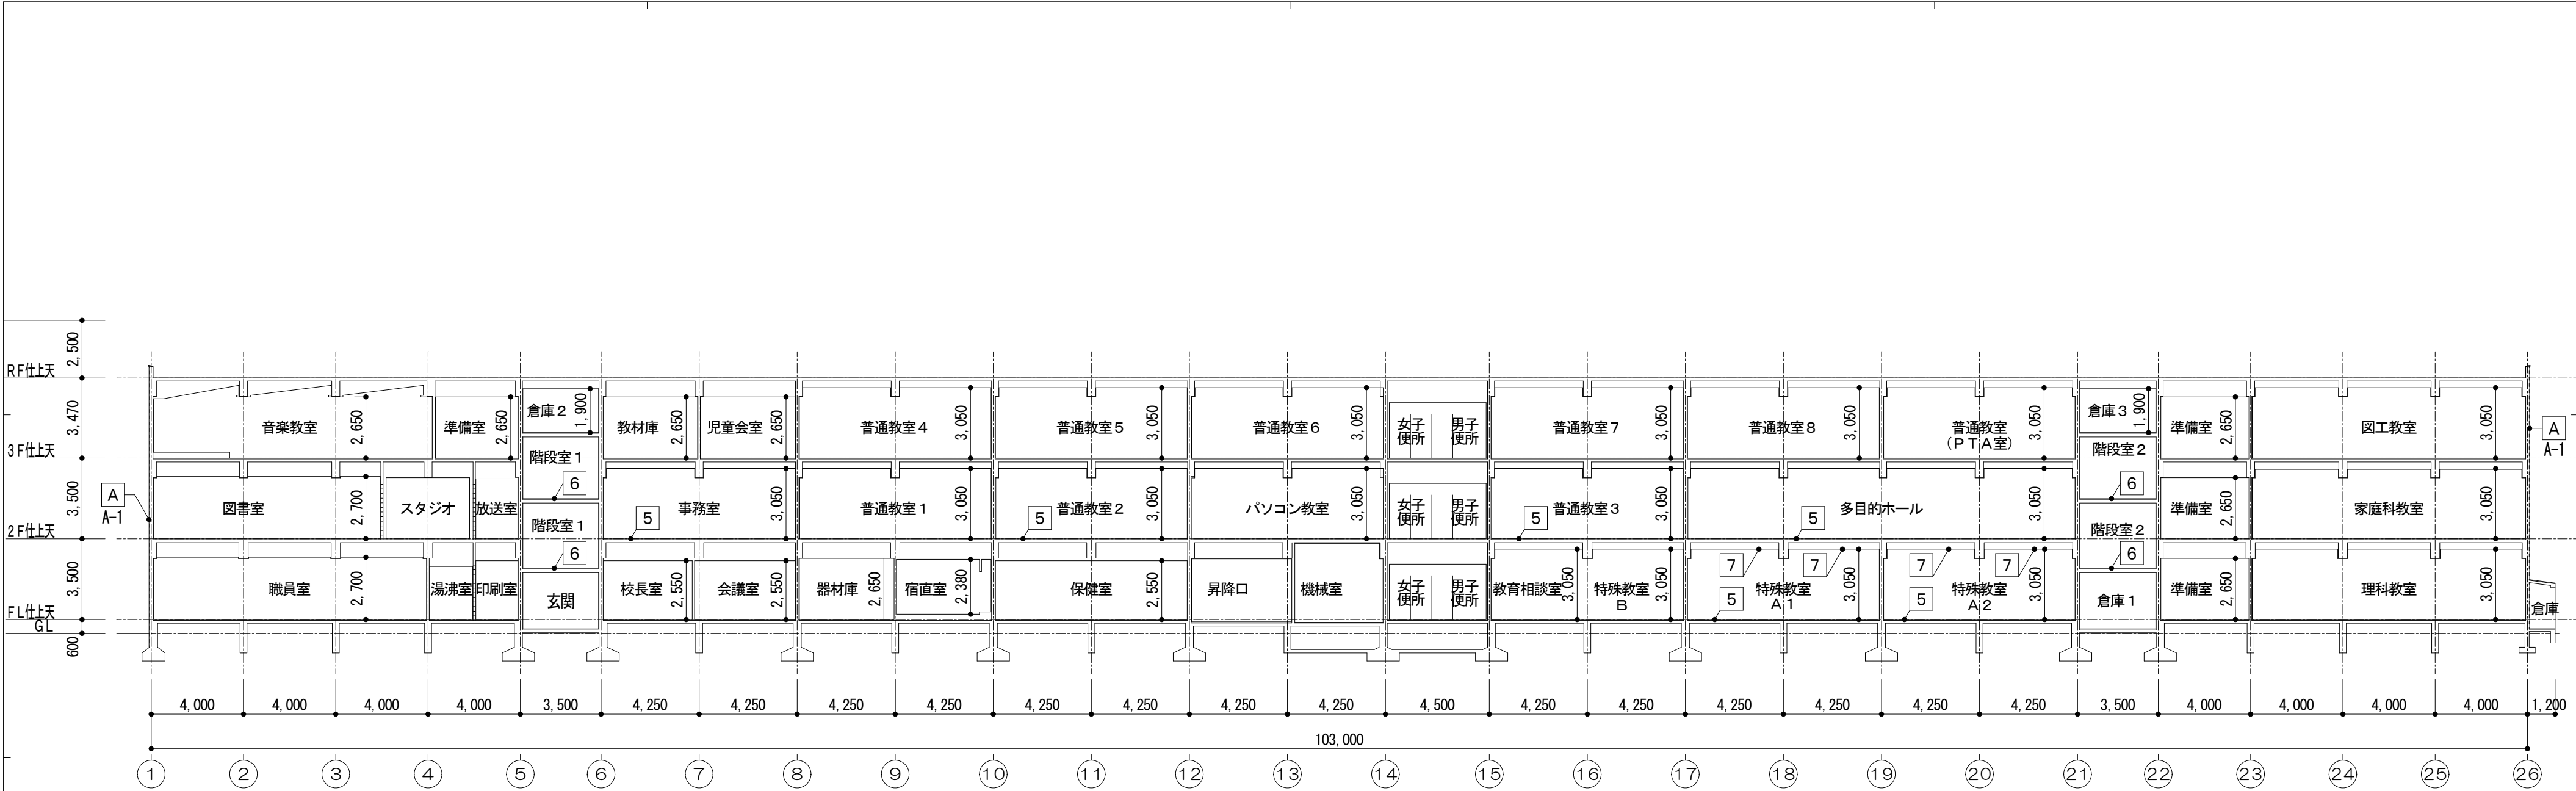 2,500
RF仕上天
3,470
3F仕上天
3,500
2F仕上天
3,500
FL仕上天
GL
600
A
A-1
音楽教室
2,650
準備室
2,650
倉庫2
1,900
教材庫
2,650
児童会室
2,650
普通教室4
3,050
普通教室5
3,050
普通教室6
3,050
女子
便所
男子
便所
普通教室7
3,050
普通教室8
3,050
普通教室
(PTA室)
3,050
倉庫3
1,900
準備室
2,650
図工教室
3,050
A
A-1
階段室1
6
階段室2
6
図書室
2,700
スタジオ
放送室
事務室
5
3,050
普通教室1
3,050
普通教室2
5
3,050
パソコン教室
3,050
女子
便所
男子
便所
普通教室3
5
3,050
多目的ホール
5
3,050
準備室
2,650
家庭科教室
3,050
階段室1
6
階段室2
6
職員室
2,700
湯沸室
印刷室
玄関
校長室
2,550
会議室
2,550
器材庫
2,650
宿直室
2,380
保健室
2,550
昇降口
機械室
女子
便所
男子
便所
教育相談室
3,050
特殊教室
B
3,050
7
7
特殊教室
A1
5
3,050
7
7
特殊教室
A2
5
3,050
倉庫1
準備室
2,650
理科教室
3,050
倉庫
4,000
4,000
4,000
4,000
3,500
4,250
4,250
4,250
4,250
4,250
4,250
4,250
4,250
4,500
4,250
4,250
4,250
4,250
4,250
4,250
3,500
4,000
4,000
4,000
4,000
1,200
103,000
1
2
3
4
5
6
7
8
9
10
11
12
13
14
15
16
17
18
19
20
21
22
23
24
25
26